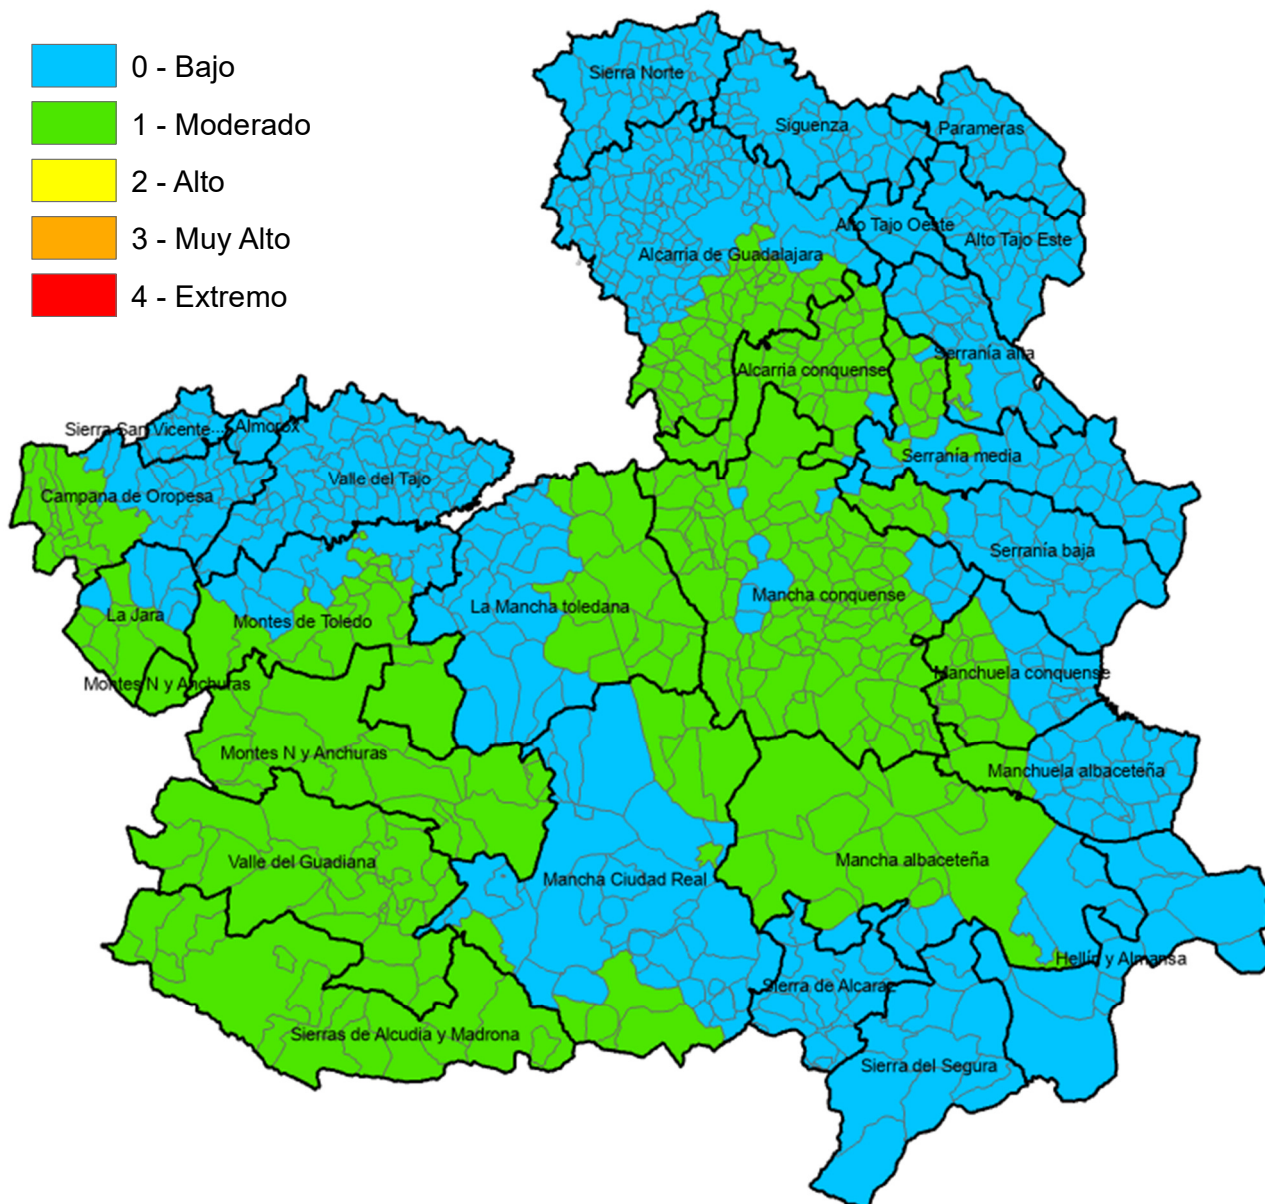 0 - Bajo
1 - Moderado
2 - Alto
3 - Muy Alto
4 - Extremo
Sierra Norte
Siguenza
Parameras
Alto Tajo Oeste
Alto Tajo Este
Alcarria de Guadalajara
Serranía alta
Alcarria conquense
Sierra San Vicente...
Almorox
Serranía media
Valle del Tajo
Campana de Oropesa
Serranía baja
Mancha conquense
La Mancha toledana
La Jara
Montes de Toledo
Manchuela conquense
Montes N y Anchuras
Montes N y Anchuras
Manchuela albaceteña
Valle del Guadiana
Mancha albaceteña
Mancha Ciudad Real
Hellín y Almansa
Sierra de Alcaraz
Sierras de Alcudia y Madrona
Sierra del Segura